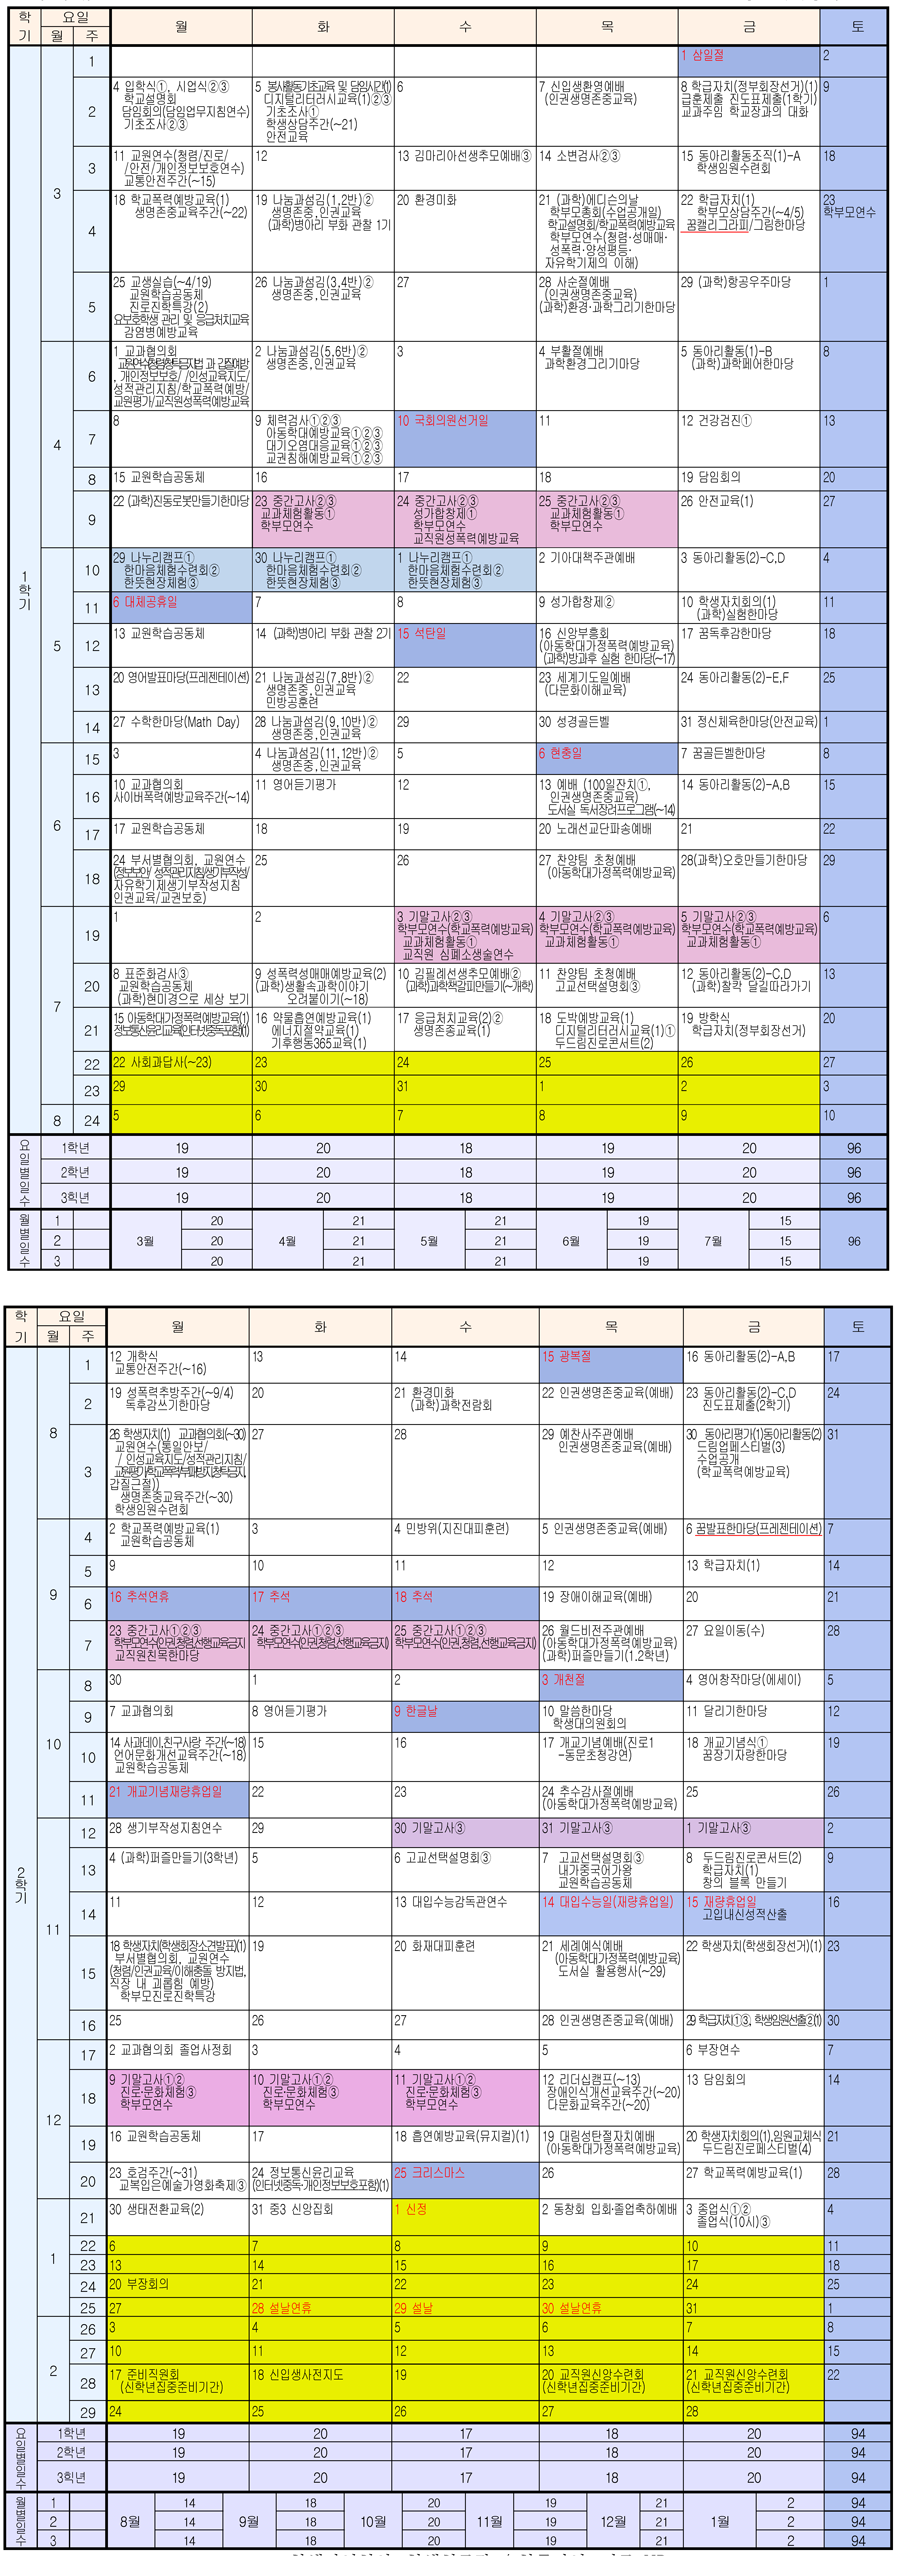 학기 요일 월 화 수 목 금 토
월 주
1학기
3
1
1 삼일절
2
2
4 입학식①, 시업식②③
학교설명회
담임회의(담임업무지침연수)
기초조사②③
5 봉사활동기초교육 및 담임시간(1)
디지털리터러시교육(1)②③
기초조사①
학생상담주간(~21)
안전교육
6
7 신입생환영예배
(인권생명존중교육)
8 학급자치(정부회장선거)(1)
급훈제출 진도표제출(1학기)
교과주임 학교장과의 대화
9
3
11 교원연수(청렴/진로/
/안전/개인정보보호연수)
교통안전주간(~15)
12
13 김마리아선생추모예배③
14 소변검사②③
15 동아리활동조직(1)-A
학생임원수련회
18
4
18 학교폭력예방교육(1)
생명존중교육주간(~22)
19 나눔과섬김(1,2반)②
생명존중,인권교육
(과학)병아리 부화 관찰 1기
20 환경미화
21 (과학)에디슨의날
학부모총회(수업공개일)
학교설명회/학교폭력예방교육
학부모연수(청렴·성매매·
성폭력·양성평등·
자유학기제의 이해)
22 학급자치(1)
학부모상담주간(~4/5)
꿈캘리그라피/그림한마당
23
학부모연수
5
25 교생실습(~4/19)
교원학습공동체
진로진학특강(2)
요보호학생 관리 및 응급처치교육
감염병예방교육
26 나눔과섬김(3,4반)②
생명존중,인권교육
27
28 사순절예배
(인권생명존중교육)
(과학)환경·과학그리기한마당
29 (과학)항공우주마당
1
4
6
1 교과협의회
, 개인정보보호/ /인성교육지도/
성적관리지침/학교폭력예방/
교원평가/교직원성폭력예방교육
2 나눔과섬김(5,6반)②
생명존중,인권교육
3
4 부활절예배
과학환경그리기마당
5 동아리활동(1)-B
(과학)과학페어한마당
8
7
8
9 체력검사①②③
아동학대예방교육①②③
대기오염대응교육①②③
교권침해예방교육①②③
10 국회의원선거일
11
12 건강검진①
13
8
15 교원학습공동체
16
17
18
19 담임회의
20
9
22 (과학)진동로봇만들기한마당
23 중간고사②③
교과체험활동①
학부모연수
24 중간고사②③
성가합창제①
학부모연수
교직원성폭력예방교육
25 중간고사②③
교과체험활동①
학부모연수
26 안전교육(1)
27
5
10
29 나누리캠프①
한마음체험수련회②
한뜻현장체험③
30 나누리캠프①
한마음체험수련회②
한뜻현장체험③
1 나누리캠프①
한마음체험수련회②
한뜻현장체험③
2 기아대책주관예배
3 동아리활동(2)-C,D
4
11
6 대체공휴일
7
8
9 성가합창제②
10 학생자치회의(1)
(과학)실험한마당
11
12
13 교원학습공동체
14 (과학)병아리 부화 관찰 2기
15 석탄일
16 신앙부흥회
(아동학대가정폭력예방교육)
(과학)방과후 실험 한마당(~17)
17 꿈독후감한마당
18
13
20 영어발표마당(프레젠테이션)
21 나눔과섬김(7,8반)②
생명존중,인권교육
민방공훈련
22
23 세계기도일예배
(다문화이해교육)
24 동아리활동(2)-E,F
25
14
27 수학한마당(Math Day)
28 나눔과섬김(9,10반)②
생명존중,인권교육
29
30 성경골든벨
31 정신체육한마당(안전교육)
1
6
15
3
4 나눔과섬김(11,12반)②
생명존중,인권교육
5
6 현충일
7 꿈골든벨한마당
8
16
10 교과협의회
사이버폭력예방교육주간(~14)
11 영어듣기평가
12
13 예배 (100일잔치①,
인권생명존중교육)
도서실 독서장려프로그램(~14)
14 동아리활동(2)-A,B
15
17
17 교원학습공동체
18
19
20 노래선교단파송예배
21
22
18
24 부서별협의회, 교원연수
(정보보안/ 성적관리지침/생기부작성/
자유학기제생기부작성지침
인권교육/교권보호)
25
26
27 찬양팀 초청예배
(아동학대가정폭력예방교육)
28(과학)오호만들기한마당
29
7
19
1
2
3 기말고사②③
학부모연수(학교폭력예방교육)
교과체험활동①
교직원 심폐소생술연수
4 기말고사②③
학부모연수(학교폭력예방교육)
교과체험활동①
5 기말고사②③
학부모연수(학교폭력예방교육)
교과체험활동①
6
20
8 표준화검사③
교원학습공동체
(과학)현미경으로 세상 보기
9 성폭력성매매예방교육(2)
(과학)생활속과학이야기
오려붙이기(~18)
10 김필례선생추모예배②
(과학)과학책갈피만들기(~개학)
11 찬양팀 초청예배
고교선택설명회③
12 동아리활동(2)-C,D
(과학)찰칵 달길따라가기
13
21
15 아동학대가정폭력예방교육(1)
정보통신윤리교육(인터넷중독포함)(1)
16 약물흡연예방교육(1)
에너지절약교육(1)
기후행동365교육(1)
17 응급처치교육(2)②
생명존중교육(1)
18 도박예방교육(1)
디지털리터러시교육(1)①
두드림진로콘서트(2)
19 방학식
학급자치(정부회장선거)
20
22
22 사회과답사(~23)
23
24
25
26
27
23
29
30
31
1
2
3
8
24
5
6
7
8
9
10
요일별일수
1학년 19 20 18 19 20 96
2학년 19 20 18 19 20 96
3학년 19 20 18 19 20 96
월별일수
1 20 21 21 19 15
2 3월 20 4월 21 5월 21 6월 19 7월 15 96
3 20 21 21 19 15
학기 요일 월 화 수 목 금 토
월 주
2학기
8
1
12 개학식
교통안전주간(~16)
13
14
15 광복절
16 동아리활동(2)-A,B
17
2
19 성폭력추방주간(~9/4)
독후감쓰기한마당
20
21 환경미화
(과학)과학전람회
22 인권생명존중교육(예배)
23 동아리활동(2)-C,D
진도표제출(2학기)
24
3
26 학생자치(1) 교과협의회(~30)
교원연수(통일안보/
/ 인성교육지도/성적관리지침/
갑질근절))
생명존중교육주간(~30)
학생임원수련회
27
28
29 예찬사주관예배
인권생명존중교육(예배)
30 동아리평가(1)동아리활동(2)
드림업페스티벌(3)
수업공개
(학교폭력예방교육)
31
9
4
2 학교폭력예방교육(1)
교원학습공동체
3
4 민방위(지진대피훈련)
5 인권생명존중교육(예배)
6 꿈발표한마당(프레젠테이션)
7
5
9
10
11
12
13 학급자치(1)
14
6
16 추석연휴
17 추석
18 추석
19 장애이해교육(예배)
20
21
7
23 중간고사①②③
학부모연수(인권,청렴,선행교육금지
교직원친목한마당
24 중간고사①②③
학부모연수(인권,청렴,선행교육금지)
25 중간고사①②③
학부모연수(인권,청렴,선행교육금지)
26 월드비전주관예배
(아동학대가정폭력예방교육)
(과학)퍼즐만들기(1.2학년)
27 요일이동(수)
28
10
8
30
1
2
3 개천절
4 영어창작마당(에세이)
5
9
7 교과협의회
8 영어듣기평가
9 한글날
10 말씀한마당
학생대의원회의
11 달리기한마당
12
10
14 사과데이,친구사랑 주간(~18)
언어문화개선교육주간(~18)
교원학습공동체
15
16
17 개교기념예배(진로1
-동문초청강연)
18 개교기념식①
꿈장기자랑한마당
19
11
21 개교기념재량휴업일
22
23
24 추수감사절예배
(아동학대가정폭력예방교육)
25
26
11
12
28 생기부작성지침연수
29
30 기말고사③
31 기말고사③
1 기말고사③
2
13
4 (과학)퍼즐만들기(3학년)
5
6 고교선택설명회③
7 고교선택설명회③
내가중국어가왕
교원학습공동체
8 두드림진로콘서트(2)
학급자치(1)
창의 블록 만들기
9
14
11
12
13 대입수능감독관연수
14 대입수능일(재량휴업일)
15 재량휴업일
고입내신성적산출
16
15
18 학생자치(학생회장소견발표)(1)
부서별협의회, 교원연수
(청렴/인권교육/이해충돌 방지법,
직장 내 괴롭힘 예방)
학부모진로진학특강
19
20 화재대피훈련
21 세례예식예배
(아동학대가정폭력예방교육)
도서실 활용행사(~29)
22 학생자치(학생회장선거)(1)
23
16
25
26
27
28 인권생명존중교육(예배)
29 학급자치①③, 학생임원선출②(1)
30
12
17
2 교과협의회 졸업사정회
3
4
5
6 부장연수
7
18
9 기말고사①②
진로·문화체험③
학부모연수
10 기말고사①②
진로·문화체험③
학부모연수
11 기말고사①②
진로·문화체험③
학부모연수
12 리더십캠프(~13)
장애인식개선교육주간(~20)
다문화교육주간(~20)
13 담임회의
14
19
16 교원학습공동체
17
18 흡연예방교육(뮤지컬)(1)
19 대림성탄절자치예배
(아동학대가정폭력예방교육)
20 학생자치회의(1),임원교체식
두드림진로페스티벌(4)
21
20
23 호검주간(~31)
교복입은예술가영화축제③
24 정보통신윤리교육
(인터넷중독·개인정보보호포함)(1)
25 크리스마스
26
27 학교폭력예방교육(1)
28
1
21
30 생태전환교육(2)
31 중3 신앙집회
1 신정
2 동창회 입회·졸업축하예배
3 종업식①②
졸업식(10시)③
4
22
6
7
8
9
10
11
23
13
14
15
16
17
18
24
20 부장회의
21
22
23
24
25
25
27
28 설날연휴
29 설날
30 설날연휴
31
1
2
26
3
4
5
6
7
8
27
10
11
12
13
14
15
28
17 준비직원회
(신학년집중준비기간)
18 신입생사전지도
19
20 교직원신앙수련회
(신학년집중준비기간)
21 교직원신앙수련회
(신학년집중준비기간)
22
29
24
25
26
27
28
요일별일수
1학년 19 20 17 18 20 94
2학년 19 20 17 18 20 94
3학년 19 20 17 18 20 94
월별일수
1 14 18 20 19 21 2 94
2 8월 14 9월 18 10월 20 11월 19 12월 21 1월 2 94
3 14 18 20 19 21 2 94